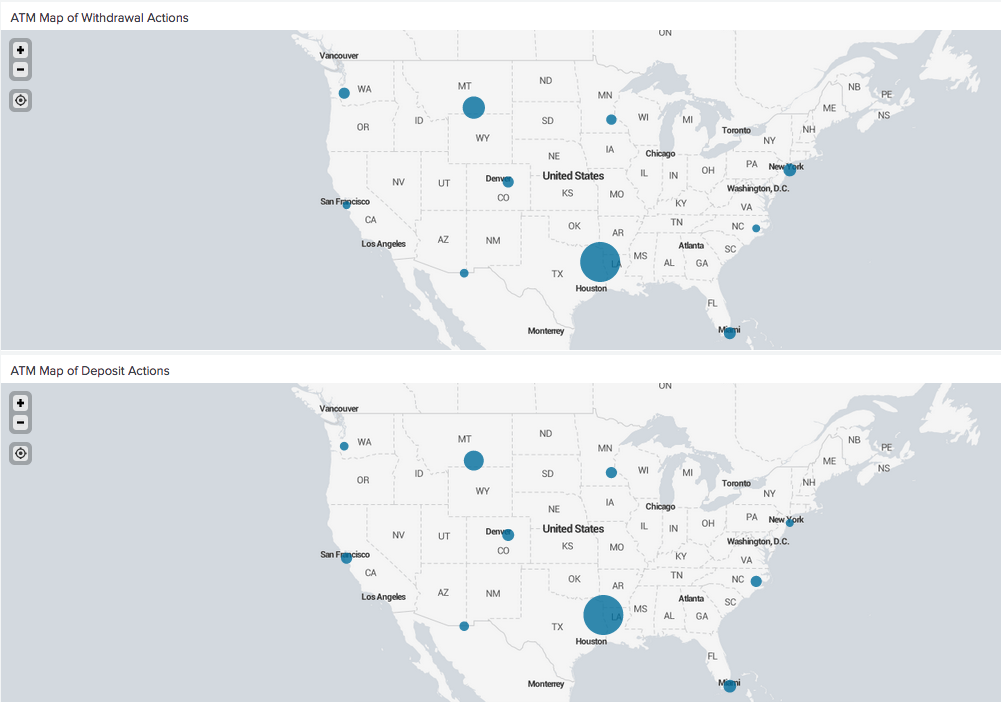 ATM Map of Withdrawal Actions
+
−
ON
Vancouver
WA
MT
ND
MN
NB
PE
ME
NS
OR
ID
SD
WI
MI
Toronto
NH
NY
WY
IA
NE
Chicago
PA
New York
United States
IL
IN
OH
NV
UT
Denver
CO
KS
MO
Washington, D.C.
San Francisco
KY
VA
CA
TN
NC
OK
AR
AZ
NM
Los Angeles
Atlanta
SC
MS
AL
GA
LA
TX
Houston
FL
Monterrey
Miami
ATM Map of Deposit Actions
+
−
ON
Vancouver
WA
MT
ND
MN
NB
PE
ME
NS
OR
ID
SD
WI
MI
Toronto
NH
NY
WY
IA
NE
Chicago
PA
New York
United States
IL
IN
OH
NV
UT
Denver
CO
KS
MO
Washington, D.C.
San Francisco
KY
VA
CA
TN
NC
OK
AR
AZ
NM
Los Angeles
Atlanta
SC
MS
AL
GA
LA
TX
Houston
FL
Monterrey
Miami